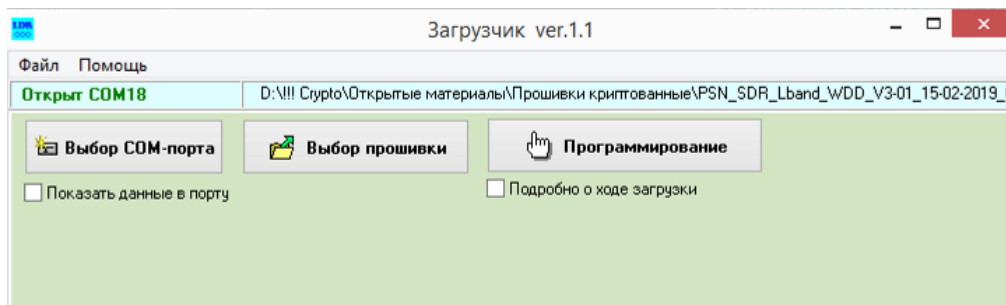 LDR
Загрузчик ver.1.1
Файл Помощь
Открыт COM18
D:\!!! Crypto\Открытые материалы\Прошивки криптованные\PSN_SDR_Lband_WDD_V3-01_15-02-2019_
Выбор COM-порта
Выбор прошивки
Программирование
Показать данные в порту
Подробно о ходе загрузки